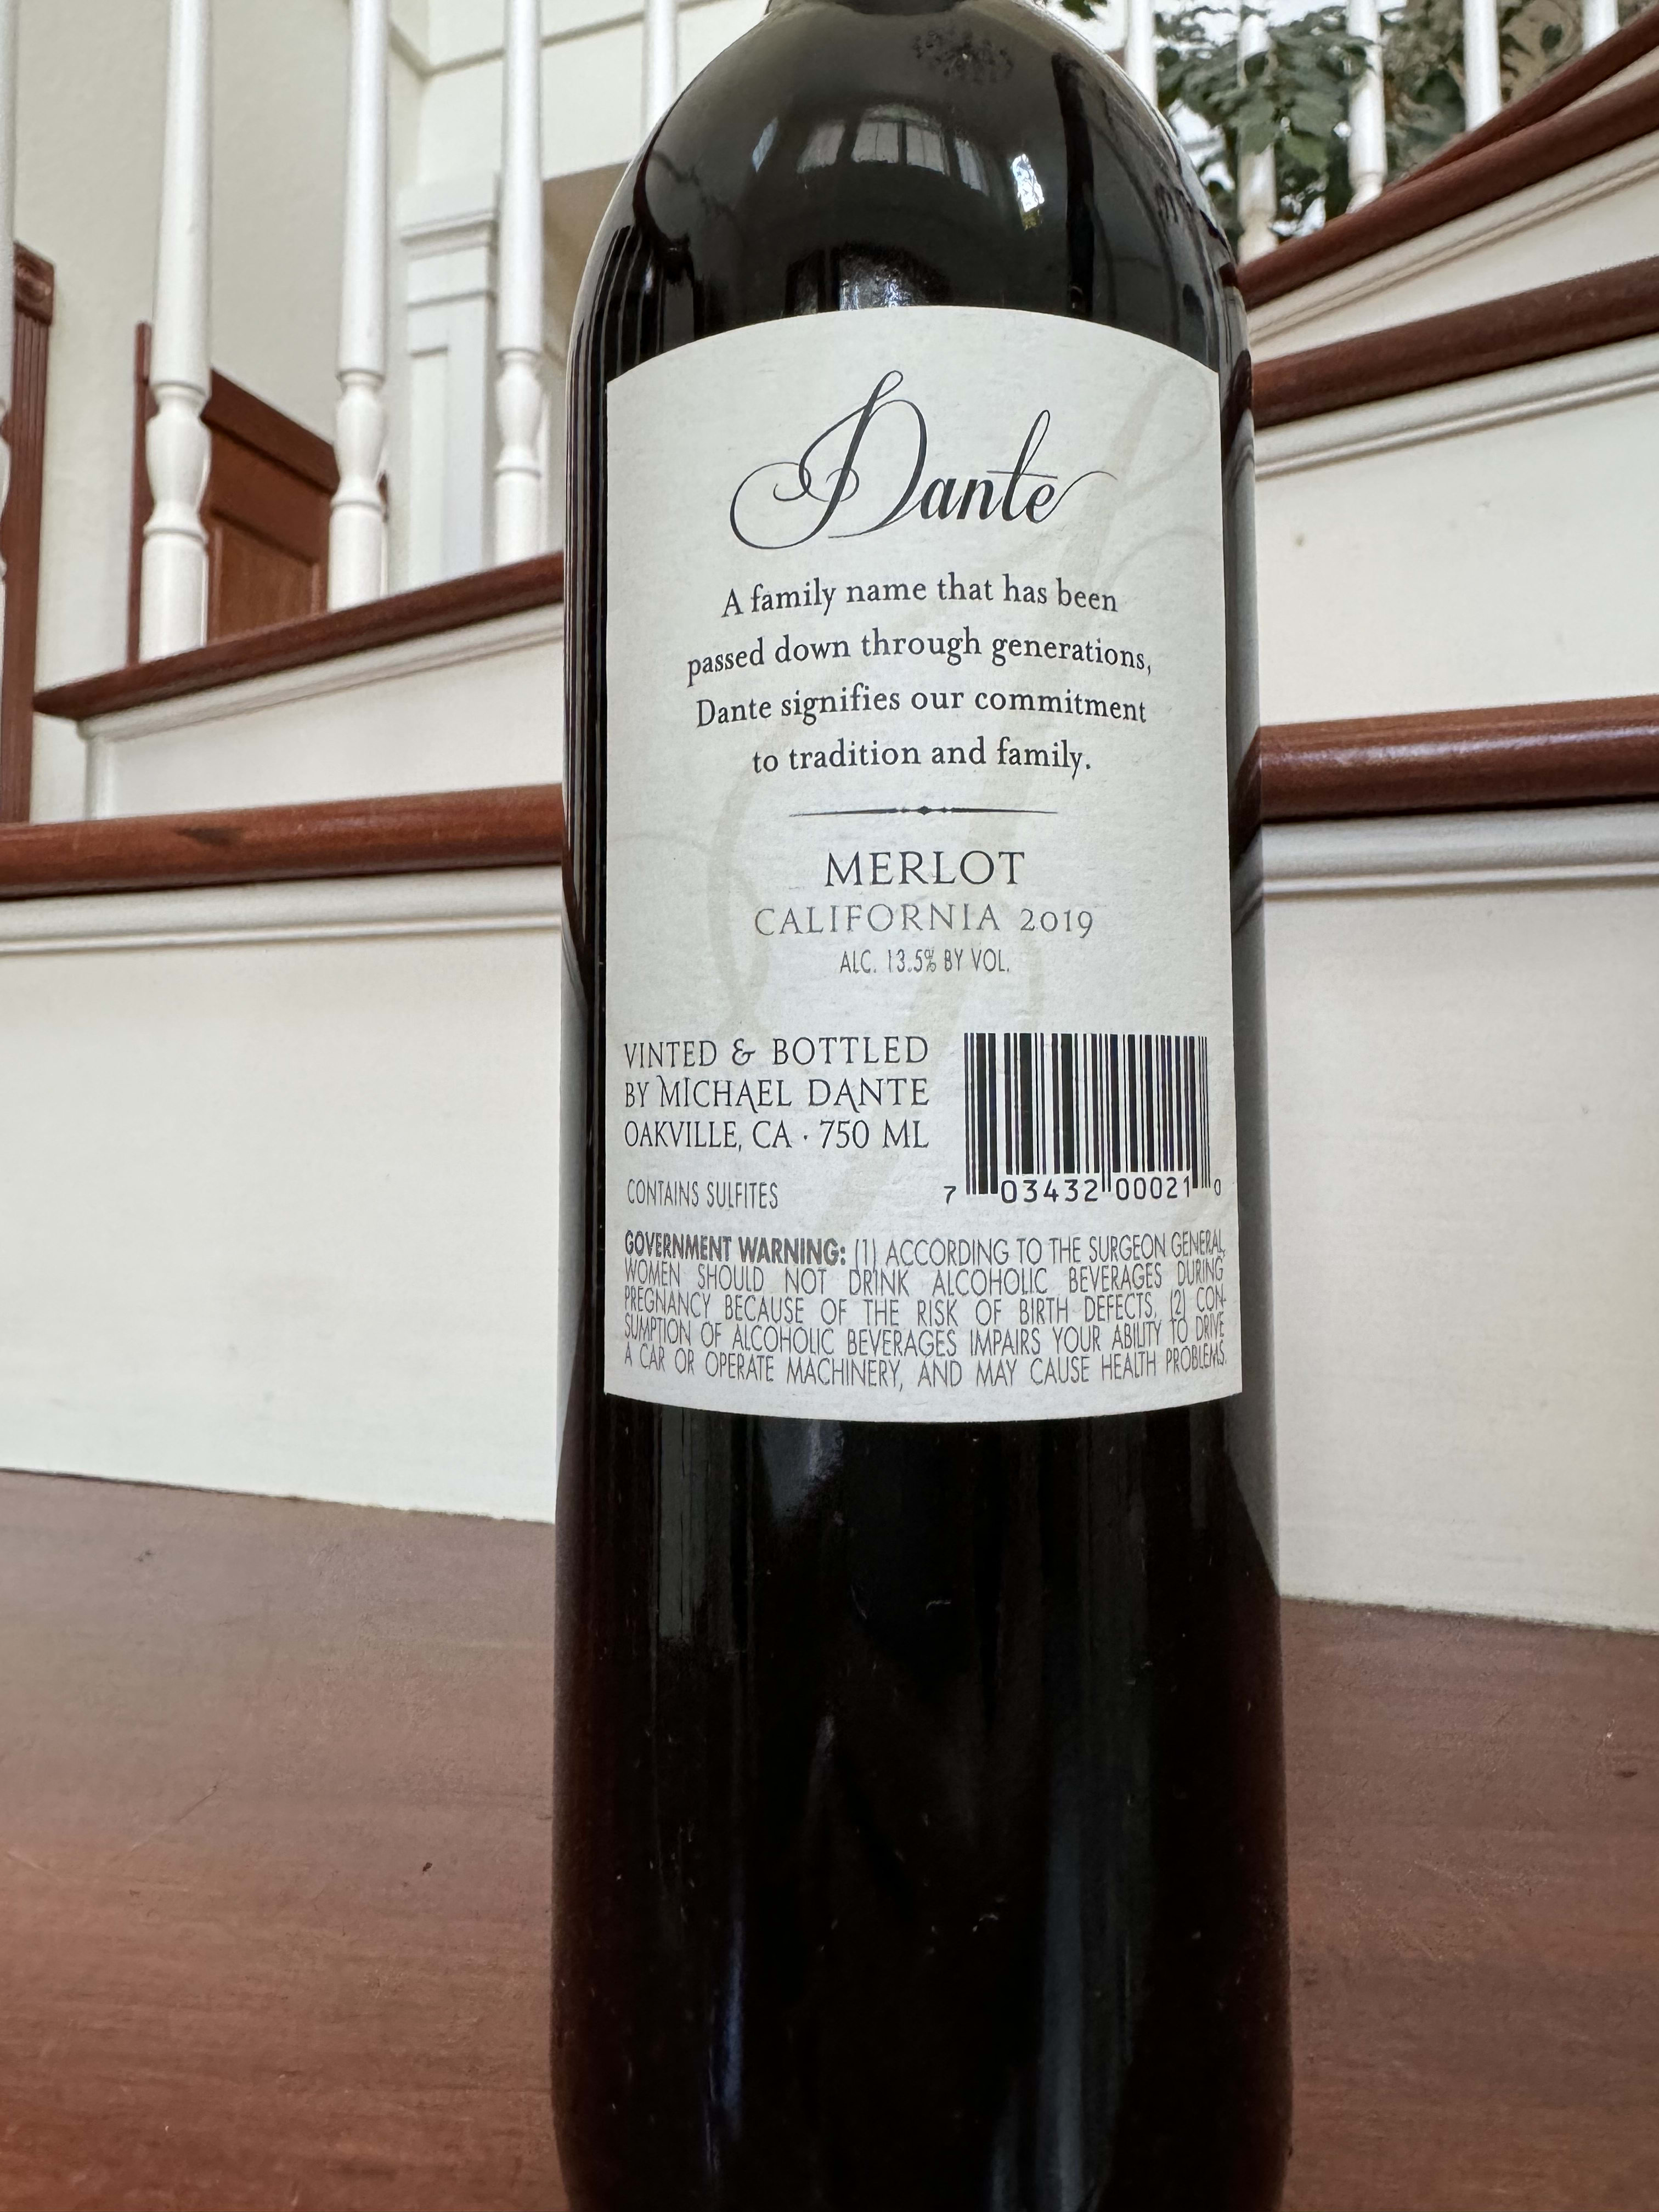 Dante
A family name that has been
passed down through generations,
Dante signifies our commitment
to tradition and family.
MERLOT
CALIFORNIA 2019
ALC. 13.5% BY VOL.
VINTED & BOTTLED
BY MICHAEL DANTE
OAKVILLE, CA · 750 ML
CONTAINS SULFITES
7 03432 00021 0
GOVERNMENT WARNING: (1) ACCORDING TO THE SURGEON GENERAL,
WOMEN SHOULD NOT DRINK ALCOHOLIC BEVERAGES DURING
PREGNANCY BECAUSE OF THE RISK OF BIRTH DEFECTS. (2) CON-
SUMPTION OF ALCOHOLIC BEVERAGES IMPAIRS YOUR ABILITY TO DRIVE
A CAR OR OPERATE MACHINERY, AND MAY CAUSE HEALTH PROBLEMS.